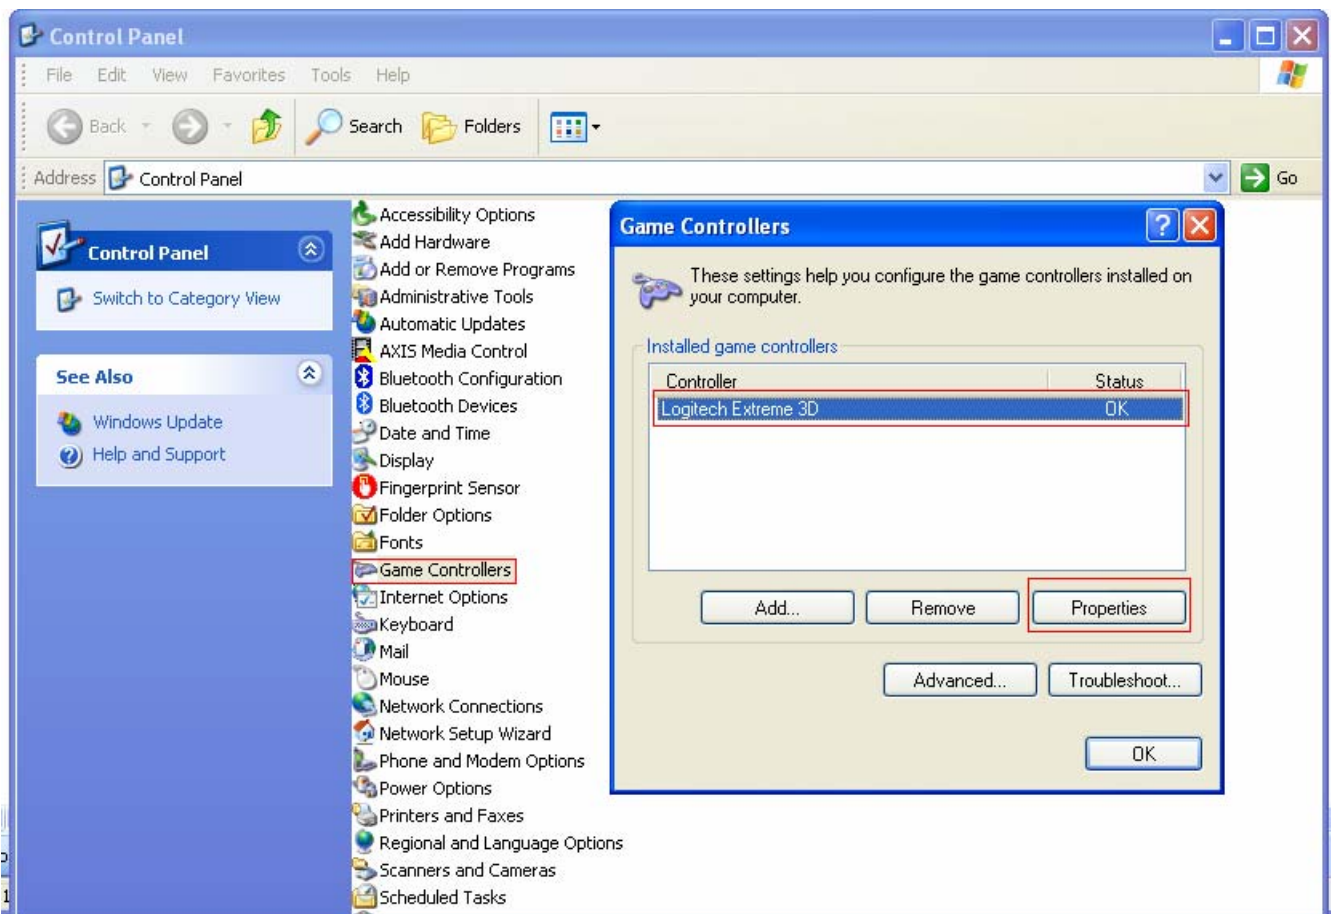 Control Panel
File Edit View Favorites Tools Help
Back Search Folders
Address Control Panel Go
Control Panel
Switch to Category View
See Also
Windows Update
Help and Support
Accessibility Options
Add Hardware
Add or Remove Programs
Administrative Tools
Automatic Updates
AXIS Media Control
Bluetooth Configuration
Bluetooth Devices
Date and Time
Display
Fingerprint Sensor
Folder Options
Fonts
Game Controllers
Internet Options
Keyboard
Mail
Mouse
Network Connections
Network Setup Wizard
Phone and Modem Options
Power Options
Printers and Faxes
Regional and Language Options
Scanners and Cameras
Scheduled Tasks
Game Controllers
These settings help you configure the game controllers installed on
your computer.
Installed game controllers
Controller Status
Logitech Extreme 3D OK
Add... Remove Properties
Advanced... Troubleshoot...
OK